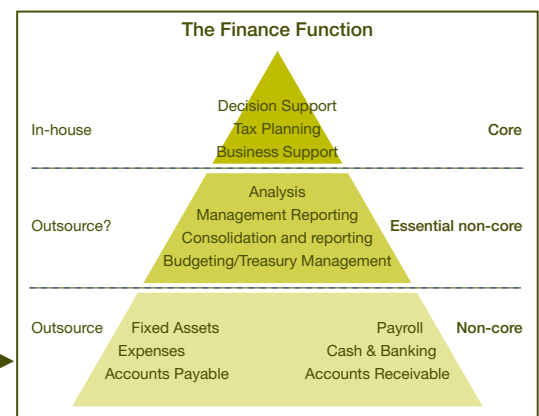 The Finance Function
Decision Support
In-house Tax Planning Core
Business Support
Analysis
Management Reporting
Outsource? Essential non-core
Consolidation and reporting
Budgeting/Treasury Management
Outsource Fixed Assets Payroll Non-core
Expenses Cash & Banking
Accounts Payable Accounts Receivable